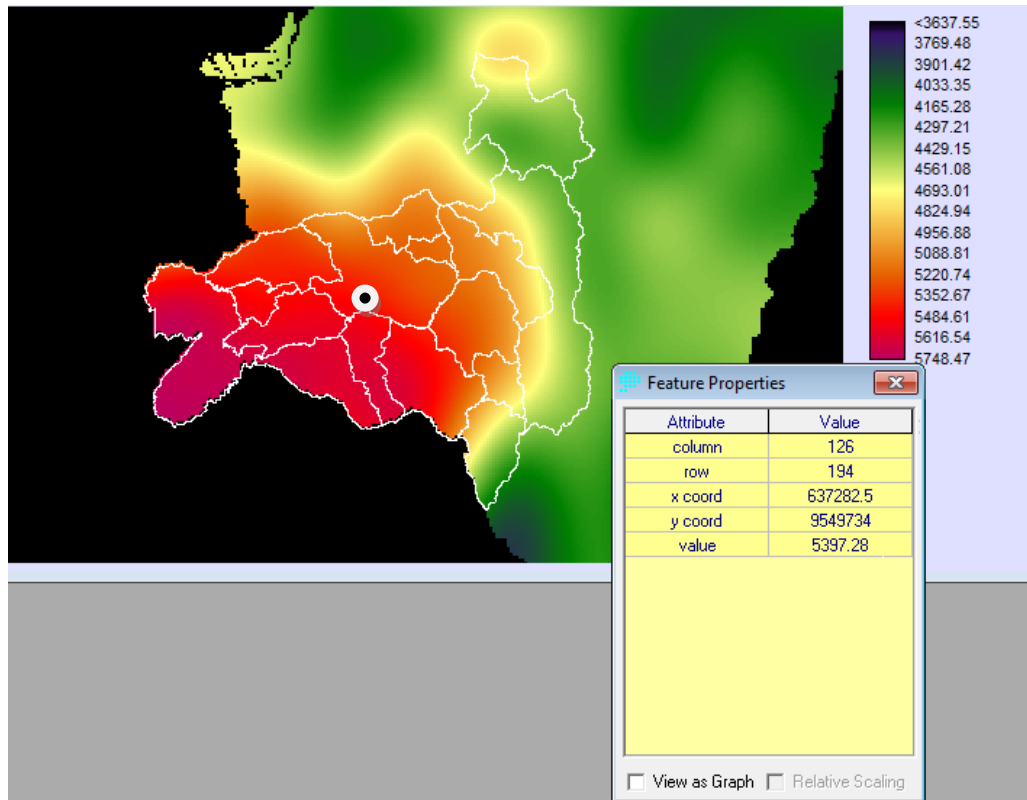 <3637.55
3769.48
3901.42
4033.35
4165.28
4297.21
4429.15
4561.08
4693.01
4824.94
4956.88
5088.81
5220.74
5352.67
5484.61
5616.54
5748.47
Feature Properties
Attribute Value
column 126
row 194
x coord 637282.5
y coord 9549734
value 5397.28
View as Graph Relative Scaling